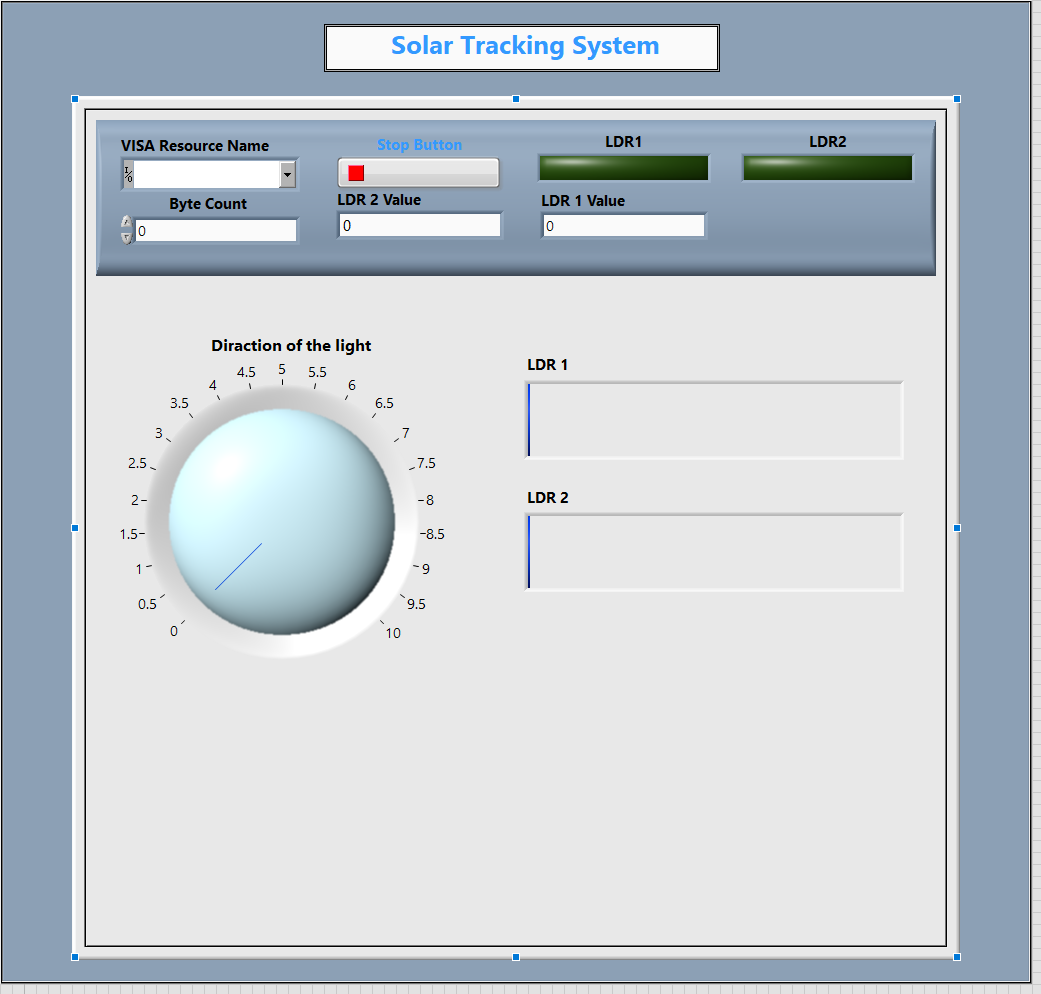 Solar Tracking System
VISA Resource Name
Stop Button
LDR1
LDR2
I/O
Byte Count
0
LDR 2 Value
0
LDR 1 Value
0
Diraction of the light
0
0.5
1
1.5
2
2.5
3
3.5
4
4.5
5
5.5
6
6.5
7
7.5
8
8.5
9
9.5
10
LDR 1
LDR 2